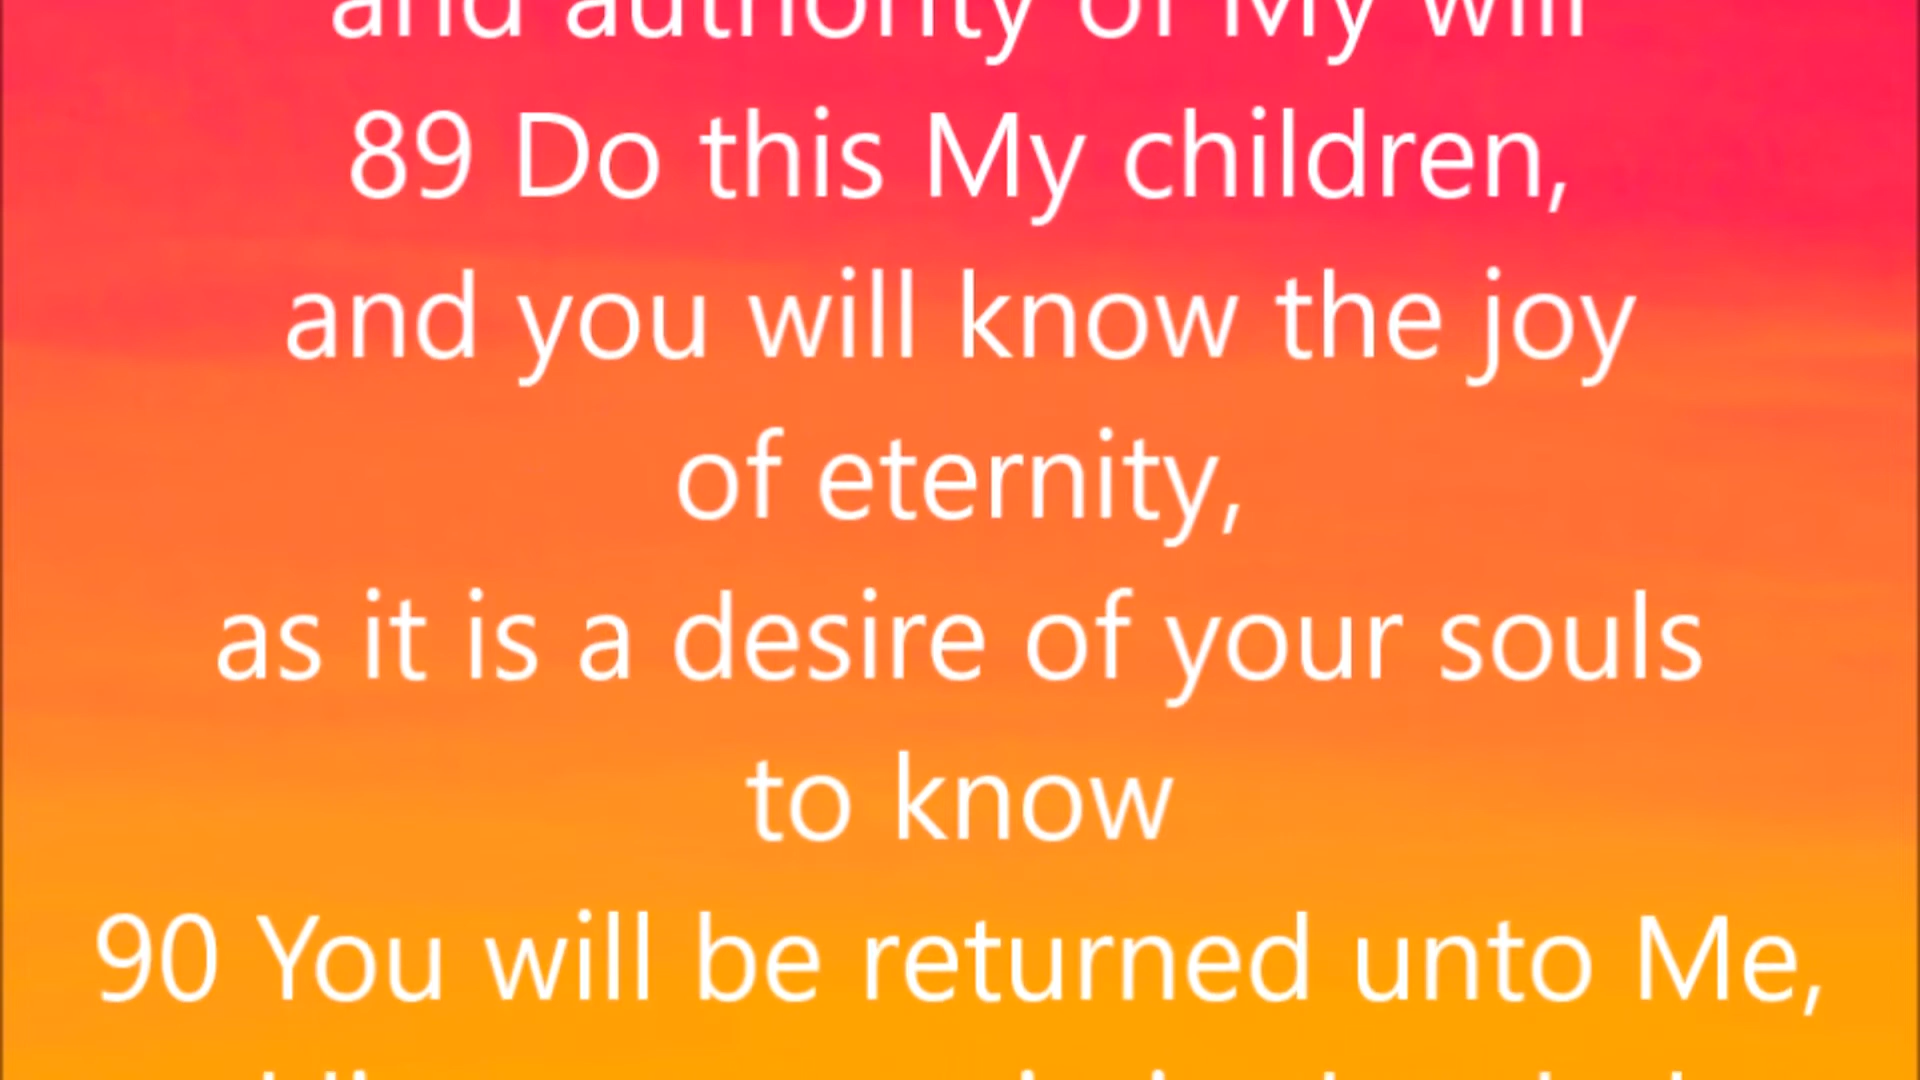 and authority of My will
89 Do this My children,
and you will know the joy
of eternity,
as it is a desire of your souls
to know
90 You will be returned unto Me,